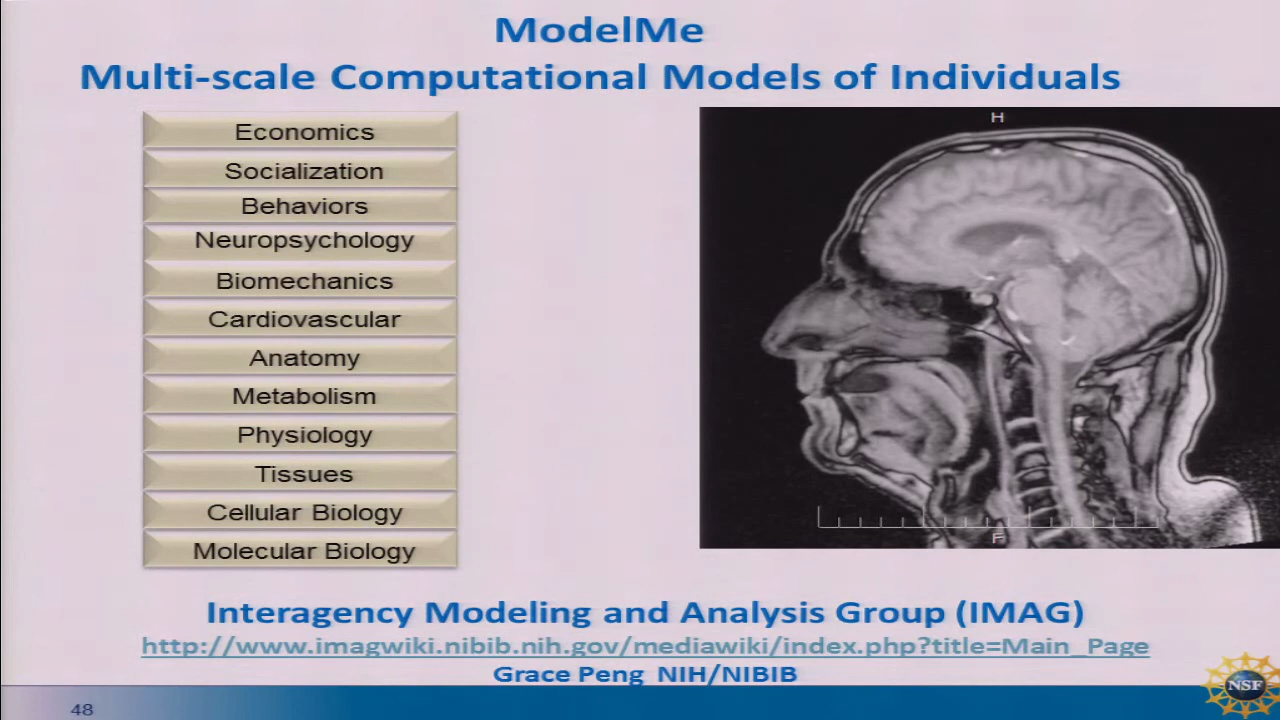 ModelMe
Multi-scale Computational Models of Individuals
Economics
Socialization
Behaviors
Neuropsychology
Biomechanics
Cardiovascular
Anatomy
Metabolism
Physiology
Tissues
Cellular Biology
Molecular Biology
H
F
Interagency Modeling and Analysis Group (IMAG)
http://www.imagwiki.nibib.nih.gov/mediawiki/index.php?title=Main_Page
Grace Peng NIH/NIBIB
48
NSF